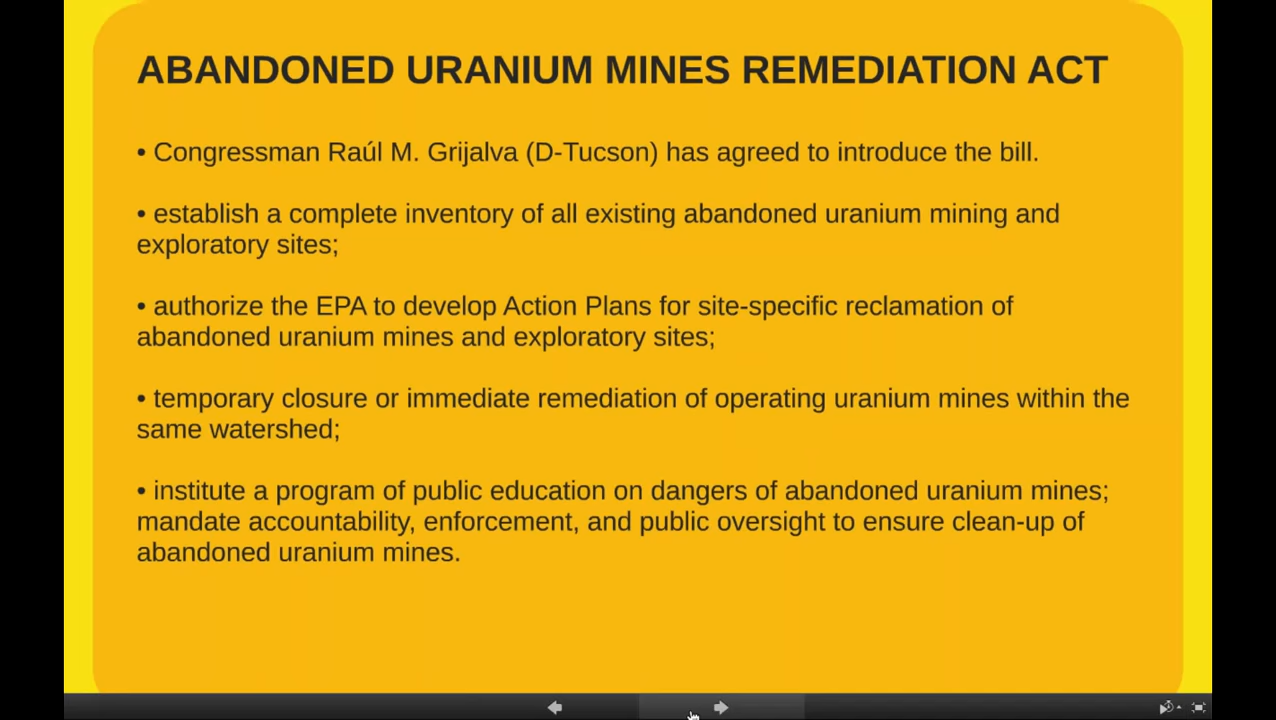 ABANDONED URANIUM MINES REMEDIATION ACT
• Congressman Raúl M. Grijalva (D-Tucson) has agreed to introduce the bill.
• establish a complete inventory of all existing abandoned uranium mining and
exploratory sites;
• authorize the EPA to develop Action Plans for site-specific reclamation of
abandoned uranium mines and exploratory sites;
• temporary closure or immediate remediation of operating uranium mines within the
same watershed;
• institute a program of public education on dangers of abandoned uranium mines;
mandate accountability, enforcement, and public oversight to ensure clean-up of
abandoned uranium mines.